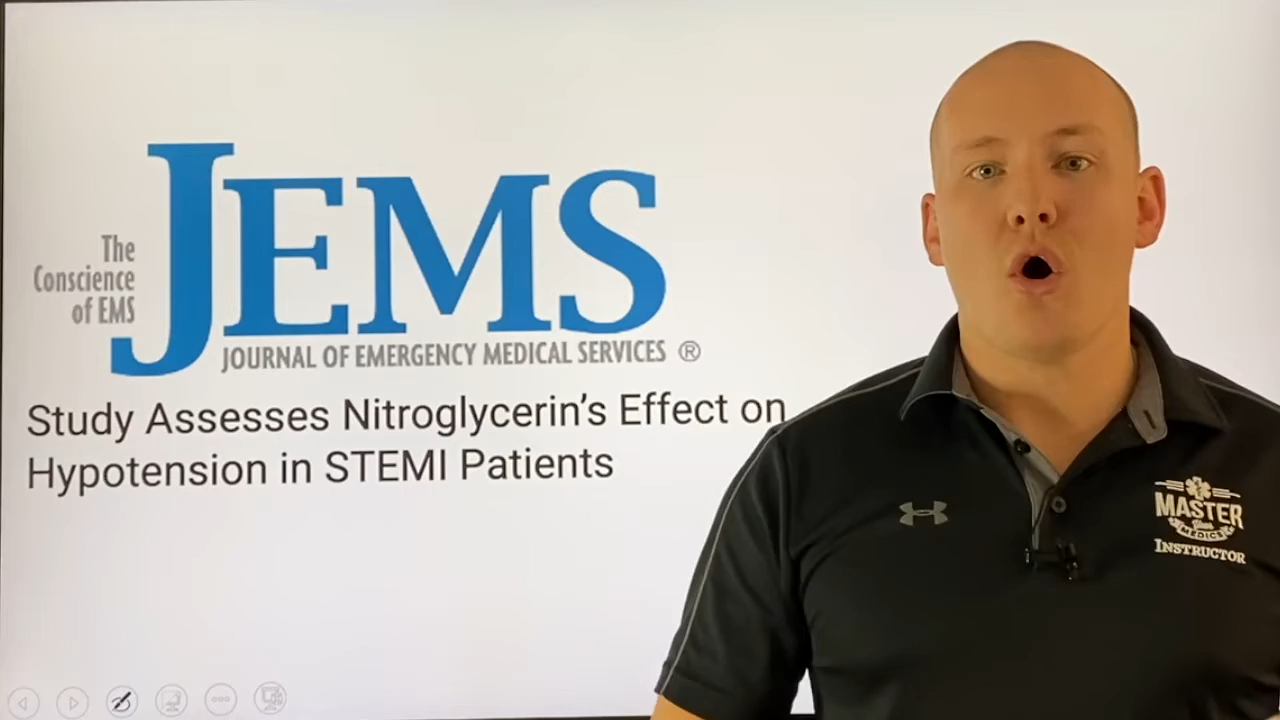 The
Conscience
of EMS
JEMS
JOURNAL OF EMERGENCY MEDICAL SERVICES ®
Study Assesses Nitroglycerin's Effect on
Hypotension in STEMI Patients
MASTER
Your
MEDICS
INSTRUCTOR